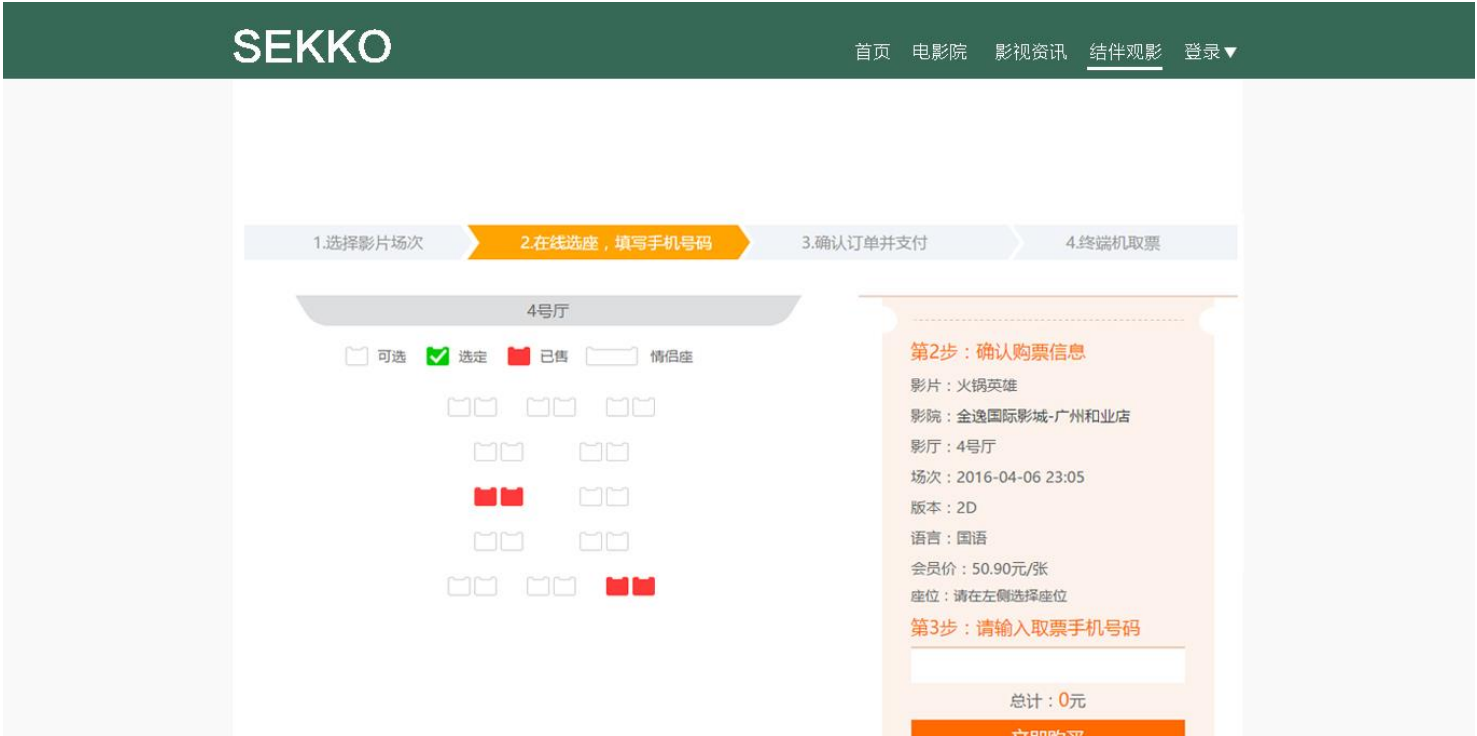 SEKKO
首页 电影院 影视资讯 结伴观影 登录▼
1.选择影片场次 2.在线选座，填写手机号码 3.确认订单并支付 4.终端机取票
4号厅
可选 选定 已售 情侣座
第2步：确认购票信息
影片：火锅英雄
影院：金逸国际影城-广州和业店
影厅：4号厅
场次：2016-04-06 23:05
版本：2D
语言：国语
会员价：50.90元/张
座位：请在左侧选择座位
第3步：请输入取票手机号码
总计：0元
立即购买